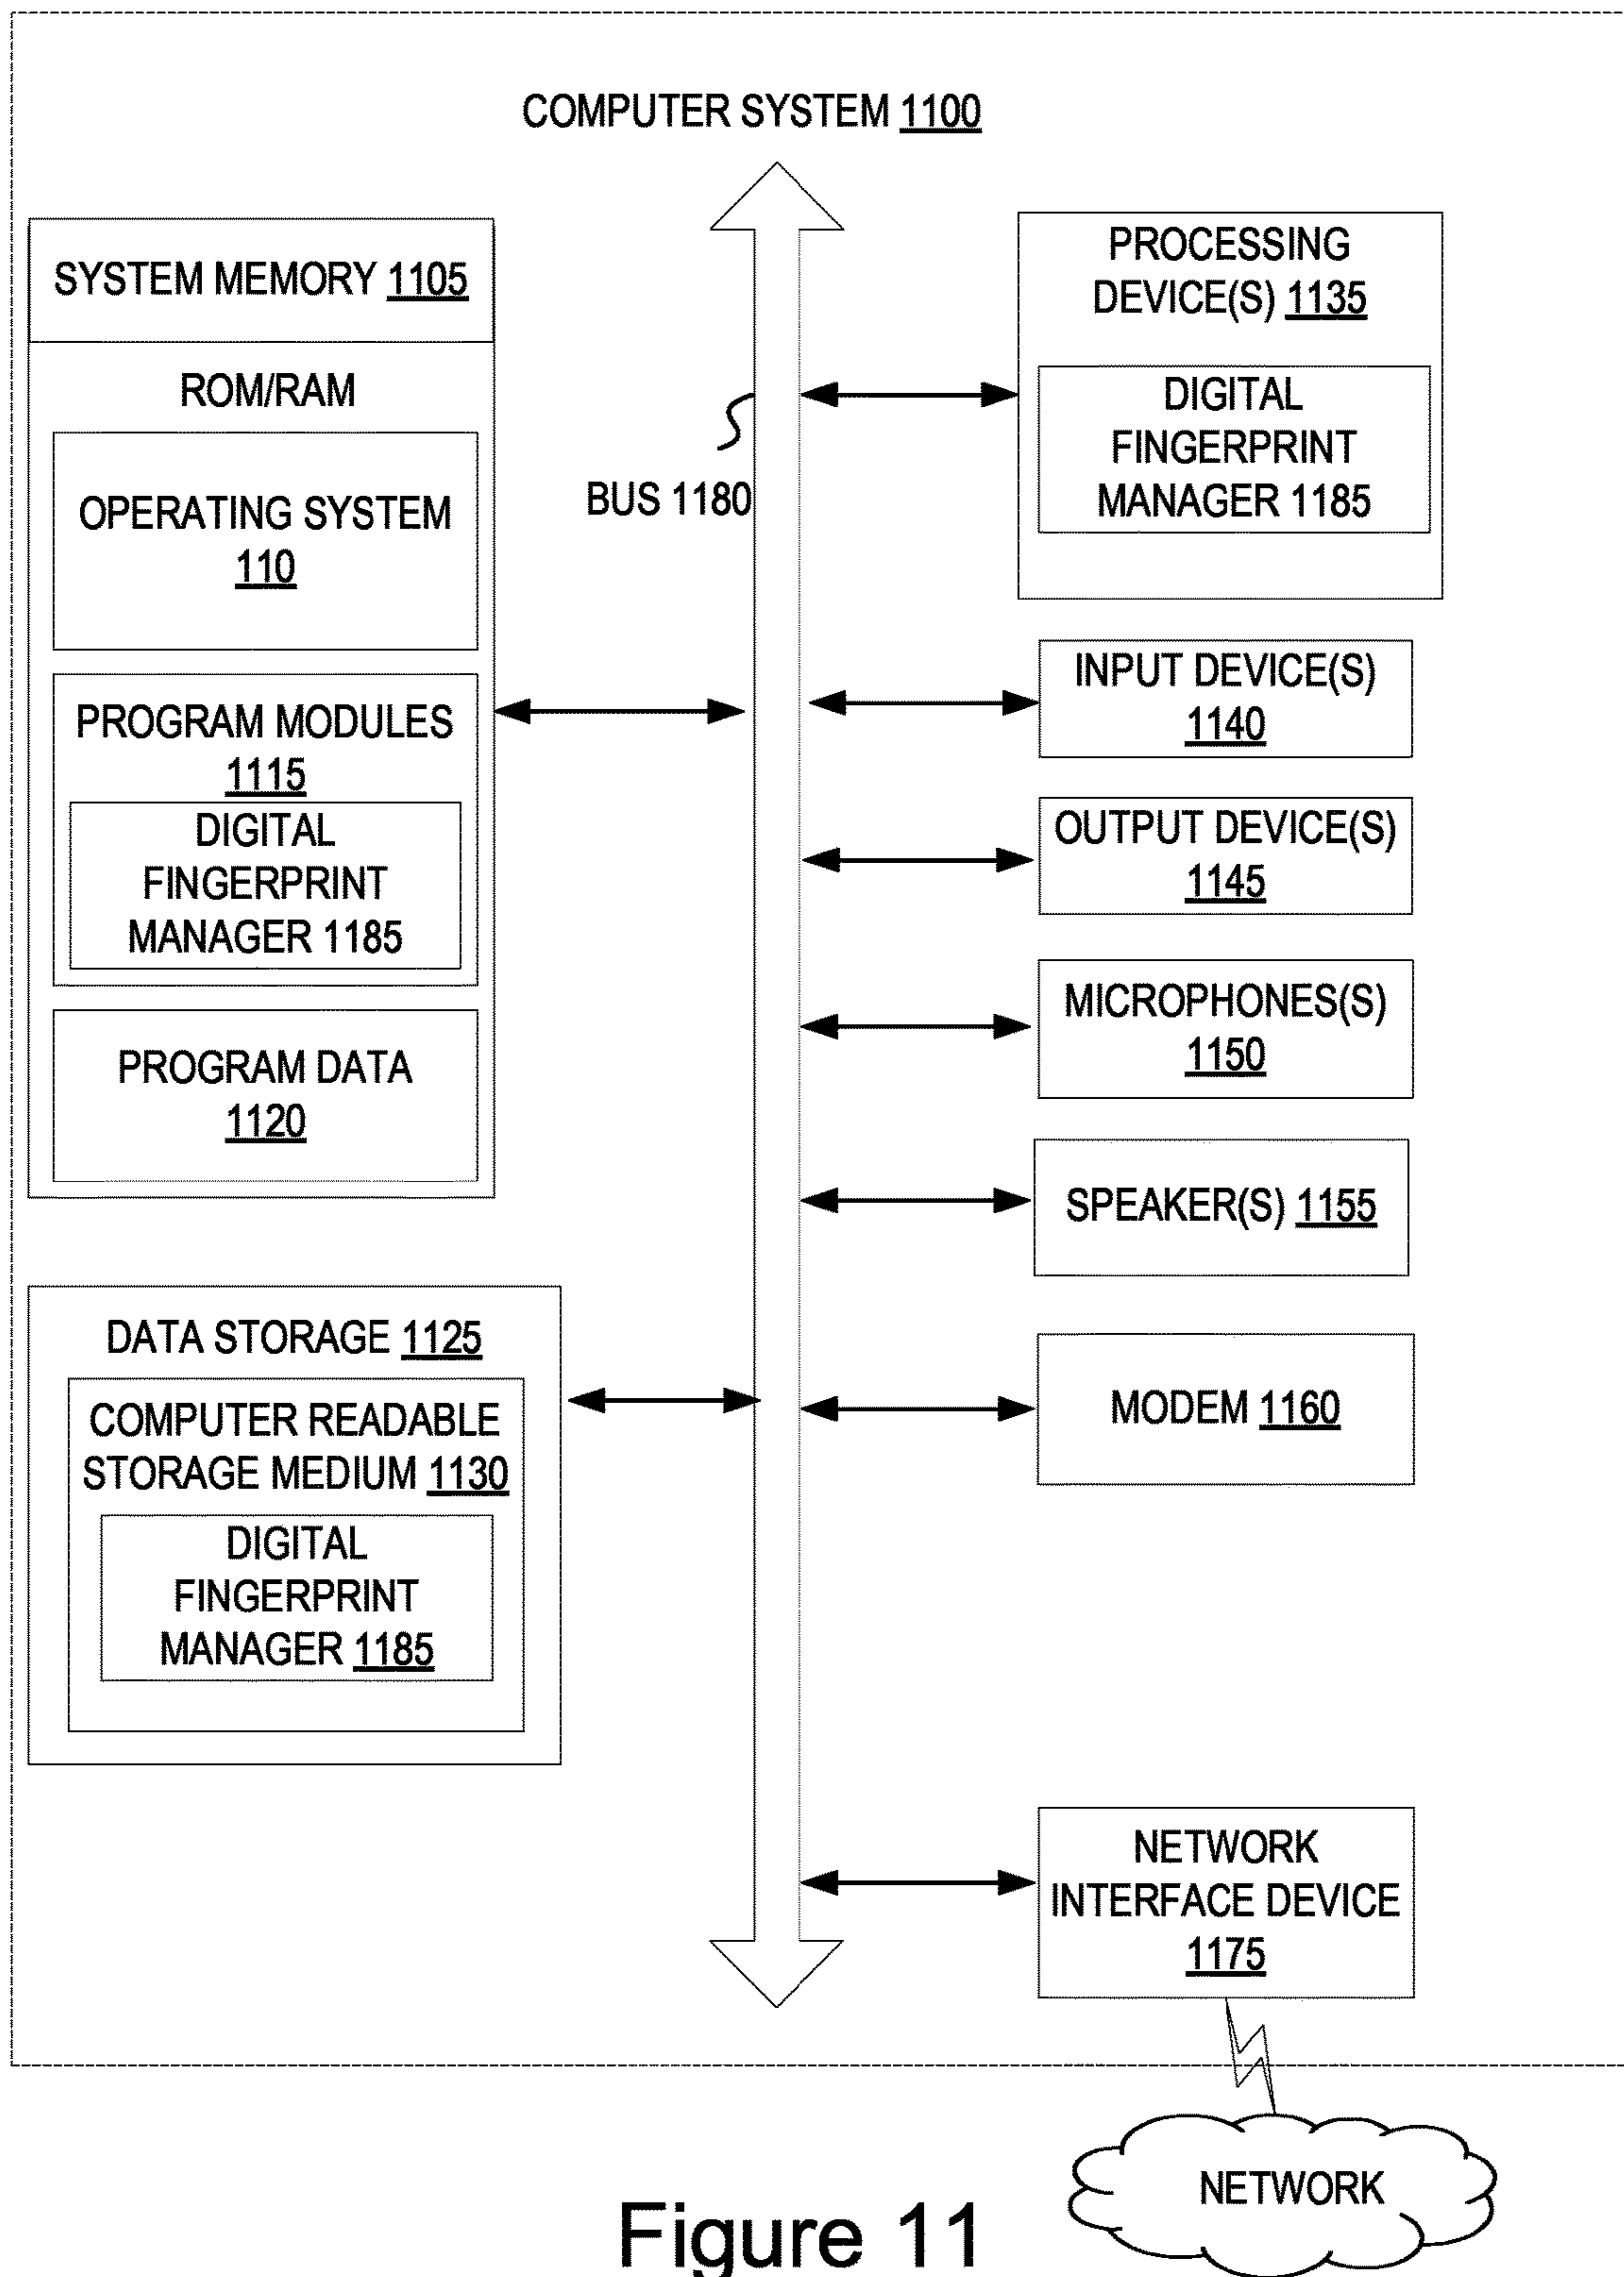 COMPUTER SYSTEM 1100
SYSTEM MEMORY 1105
ROM/RAM
OPERATING SYSTEM
110
PROGRAM MODULES
1115
DIGITAL
FINGERPRINT
MANAGER 1185
PROGRAM DATA
1120
DATA STORAGE 1125
COMPUTER READABLE
STORAGE MEDIUM 1130
DIGITAL
FINGERPRINT
MANAGER 1185
BUS 1180
PROCESSING
DEVICE(S) 1135
DIGITAL
FINGERPRINT
MANAGER 1185
INPUT DEVICE(S)
1140
OUTPUT DEVICE(S)
1145
MICROPHONES(S)
1150
SPEAKER(S) 1155
MODEM 1160
NETWORK
INTERFACE DEVICE
1175
NETWORK
Figure 11